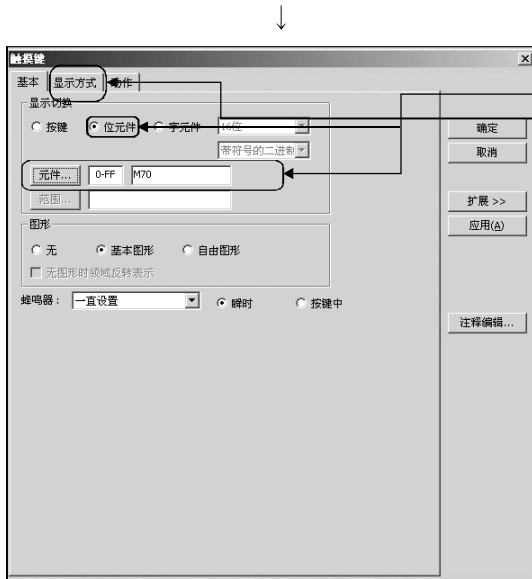 ↓
触摸键
基本 显示方式 动作
显示切换
按键 位元件 字元件 16位
带符号的二进制
元件... 0-FF M70
范围...
图形
无 基本图形 自由图形
无图形时领域反转表示
蜂鸣器： 一直设置 瞬时 按键中
确定
取消
扩展 >>
应用(A)
注释编辑...